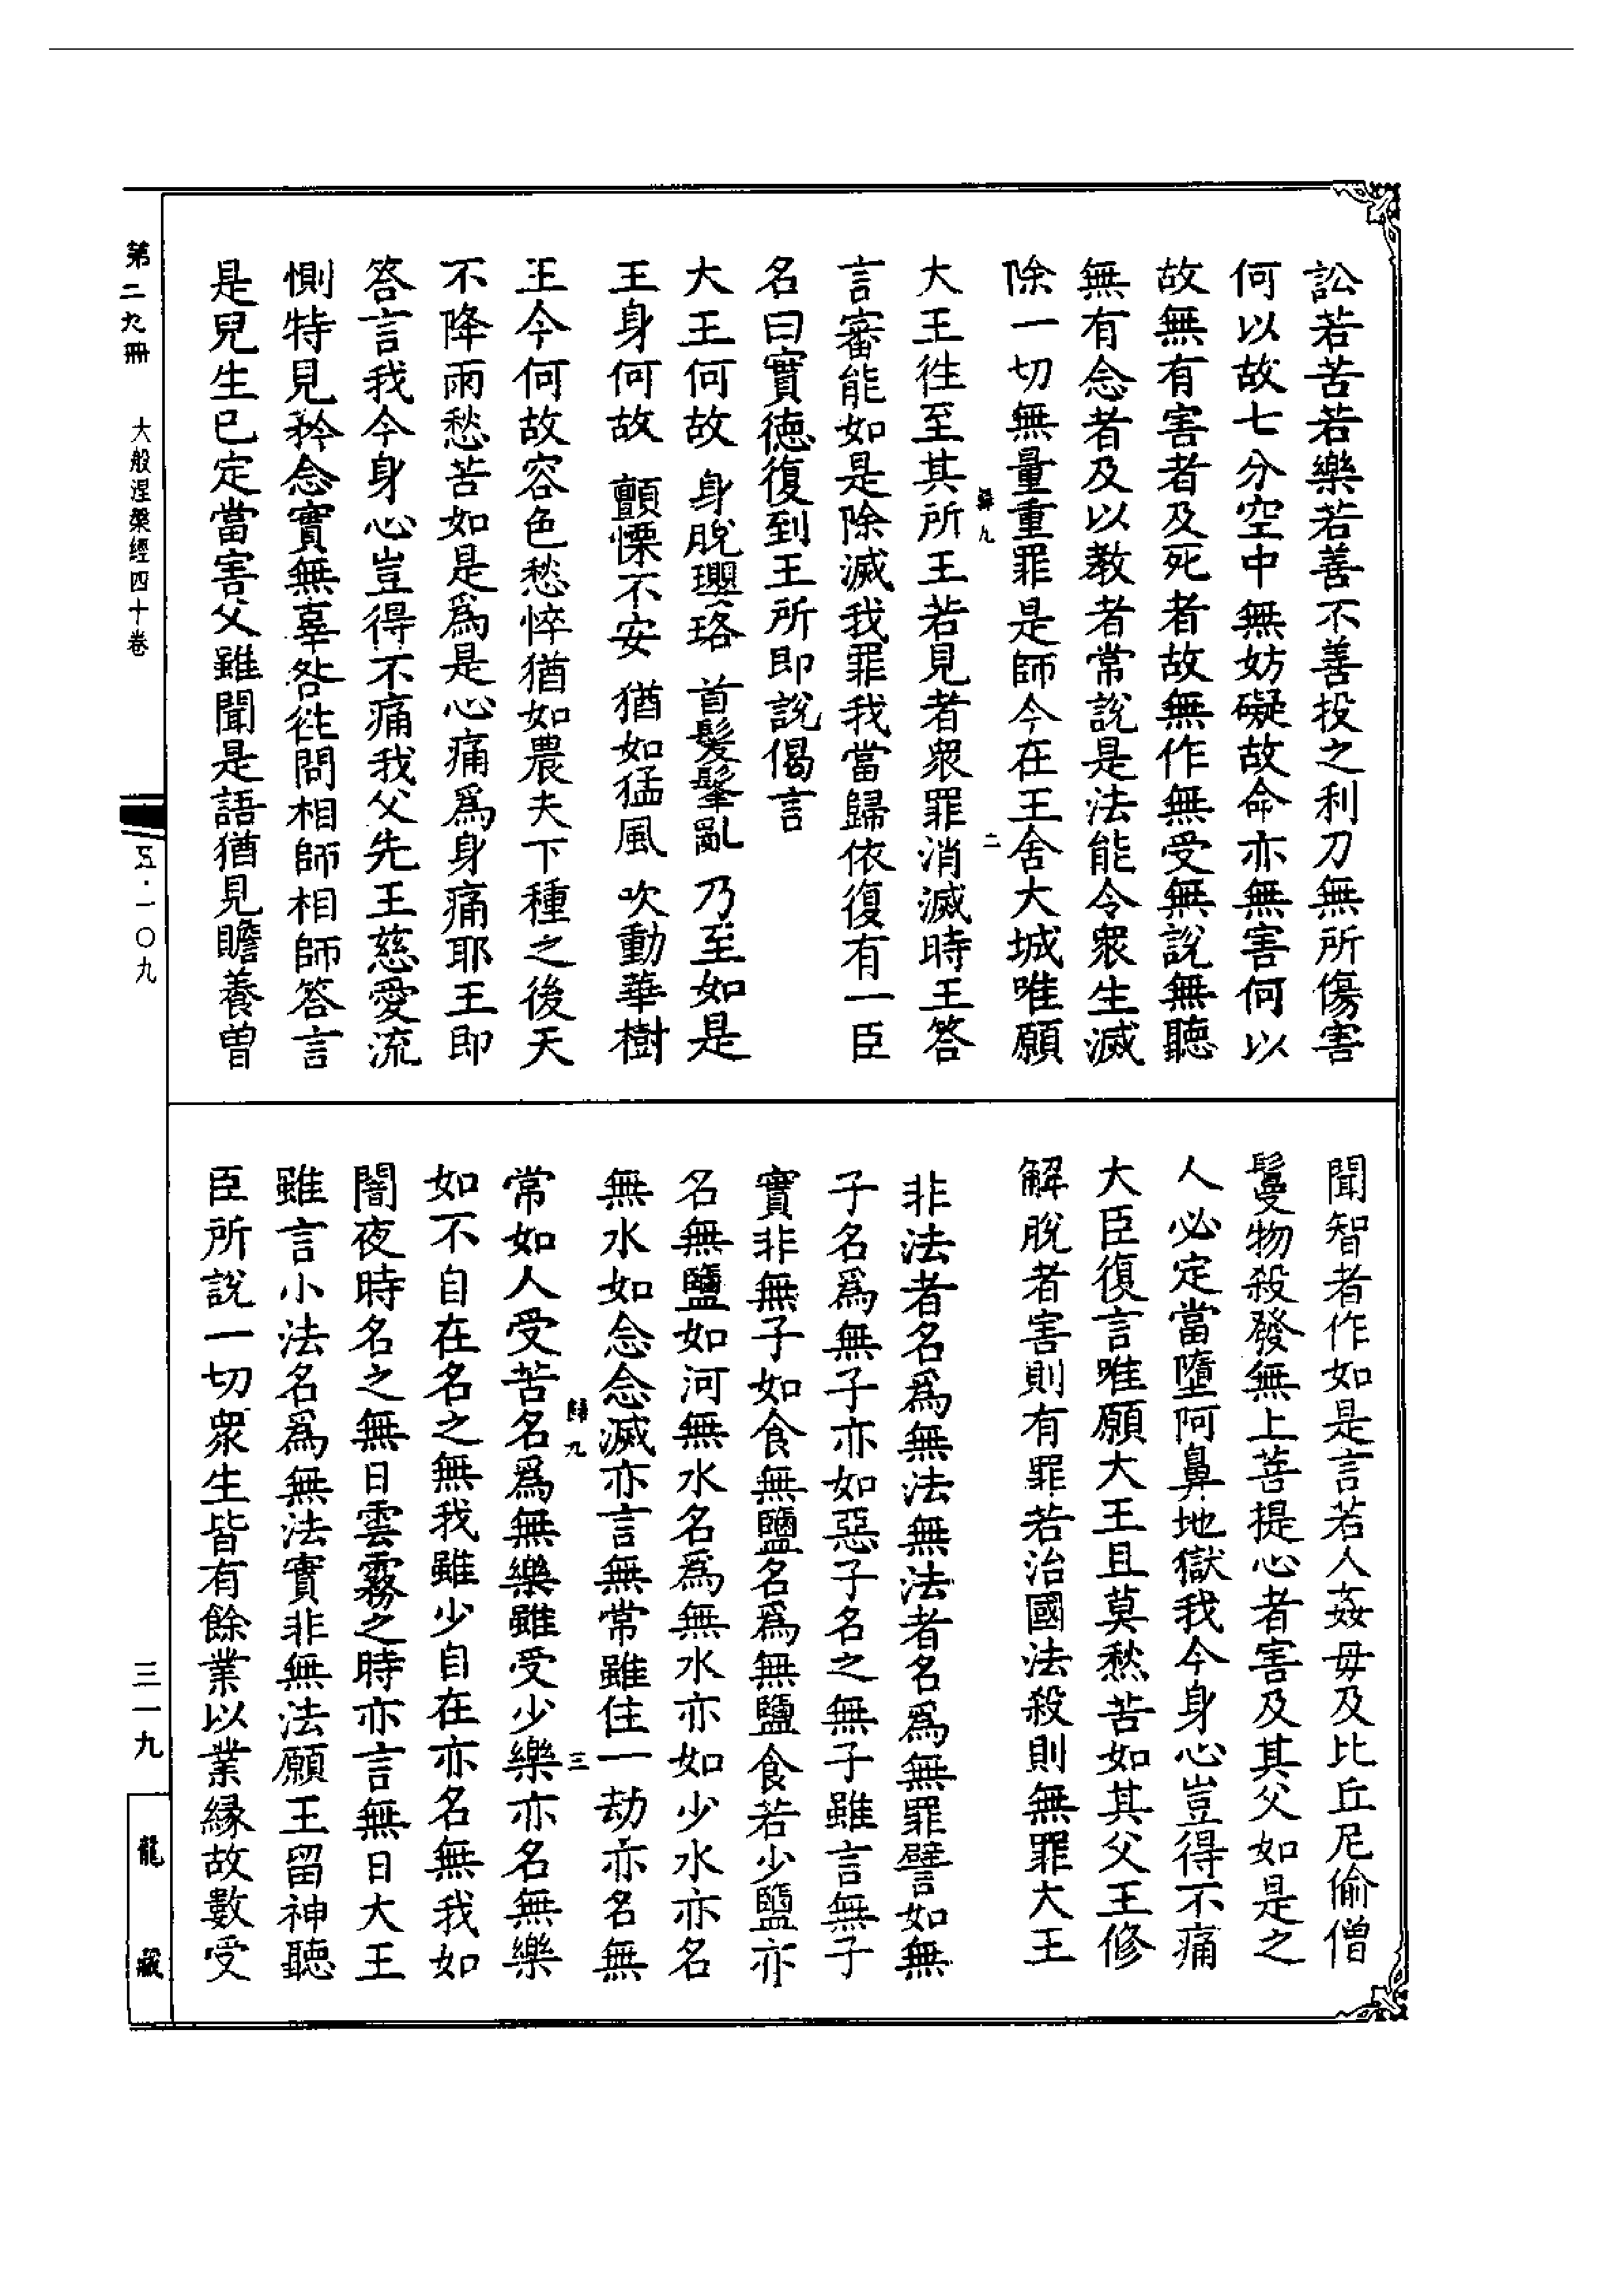 訟若苦若樂若善不善投之利刀無所傷害
何以故七分空中無妨礙故命亦無害何以
故無有害者及死者故無作無受無說無聽
無有念者及以教者常說是法能令衆生滅
除一切無量重罪是師今在王舍大城唯願
歸九
二
大王往至其所王若見者衆罪消滅時王答
言審能如是除滅我罪我當歸依復有一臣
名曰實德復到王所即說偈言
大王何故 身脫瓔珞 首髮髼亂 乃至如是
王身何故 顫慄不安 猶如猛風 吹動華樹
王今何故容色愁悴猶如農夫下種之後天
不降雨愁苦如是爲是心痛爲身痛耶王即
答言我今身心豈得不痛我父先王慈愛流
惻特見矜念實無辜咎往問相師相師答言
是兒生已定當害父雖聞是語猶見瞻養曾
聞智者作如是言若人姦毋及比丘尼偷僧
鬘物殺發無上菩提心者害及其父如是之
人必定當墮阿鼻地獄我今身心豈得不痛
大臣復言唯願大王且莫愁苦如其父王修
解脫者害則有罪若治國法殺則無罪大王
非法者名爲無法無法者名爲無罪譬如無
子名爲無子亦如惡子名之無子雖言無子
實非無子如食無鹽名爲無鹽食若少鹽亦
名無鹽如河無水名爲無水亦如少水亦名
無水如念念滅亦言無常雖住一劫亦名無
歸九
三
常如人受苦名爲無樂雖受少樂亦名無樂
如不自在名之無我雖少自在亦名無我如
闇夜時名之無日雲霧之時亦言無日大王
雖言小法名爲無法實非無法願王留神聽
臣所說一切衆生皆有餘業以業緣故數受
第二九冊 大般涅槃經四十卷
五·一〇九
三一九
龍藏